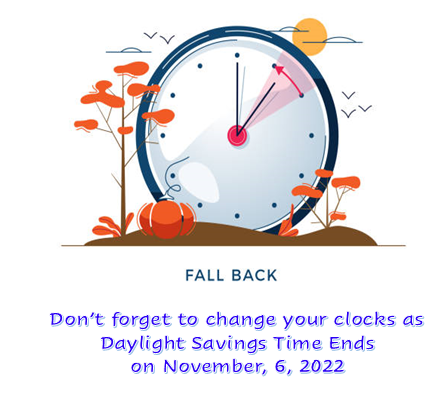 FALL BACK
Don't forget to change your clocks as
Daylight Savings Time Ends
on November, 6, 2022